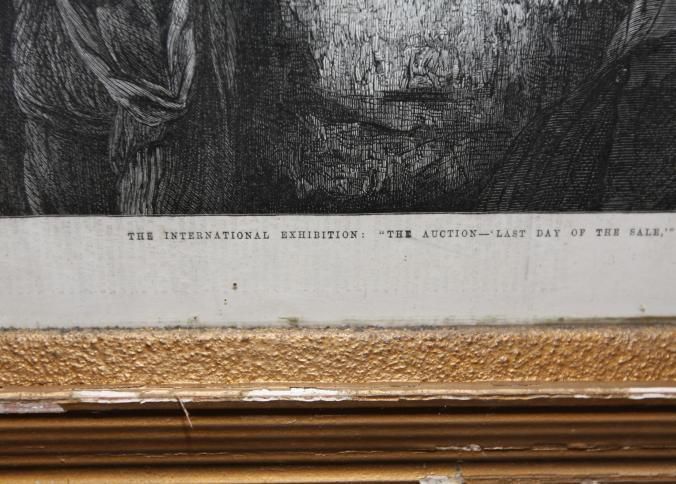 THE INTERNATIONAL EXHIBITION: "THE AUCTION—'LAST DAY OF THE SALE,'"